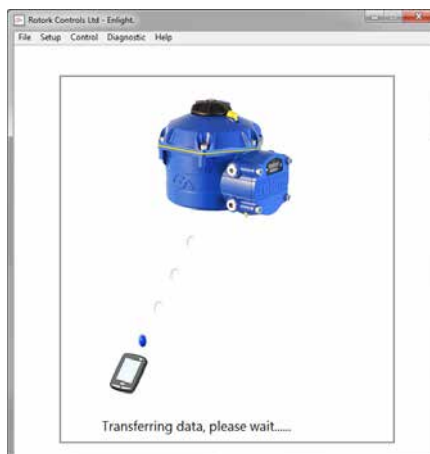 Rotork Controls Ltd - Enlight.
File Setup Control Diagnostic Help
Transferring data, please wait......